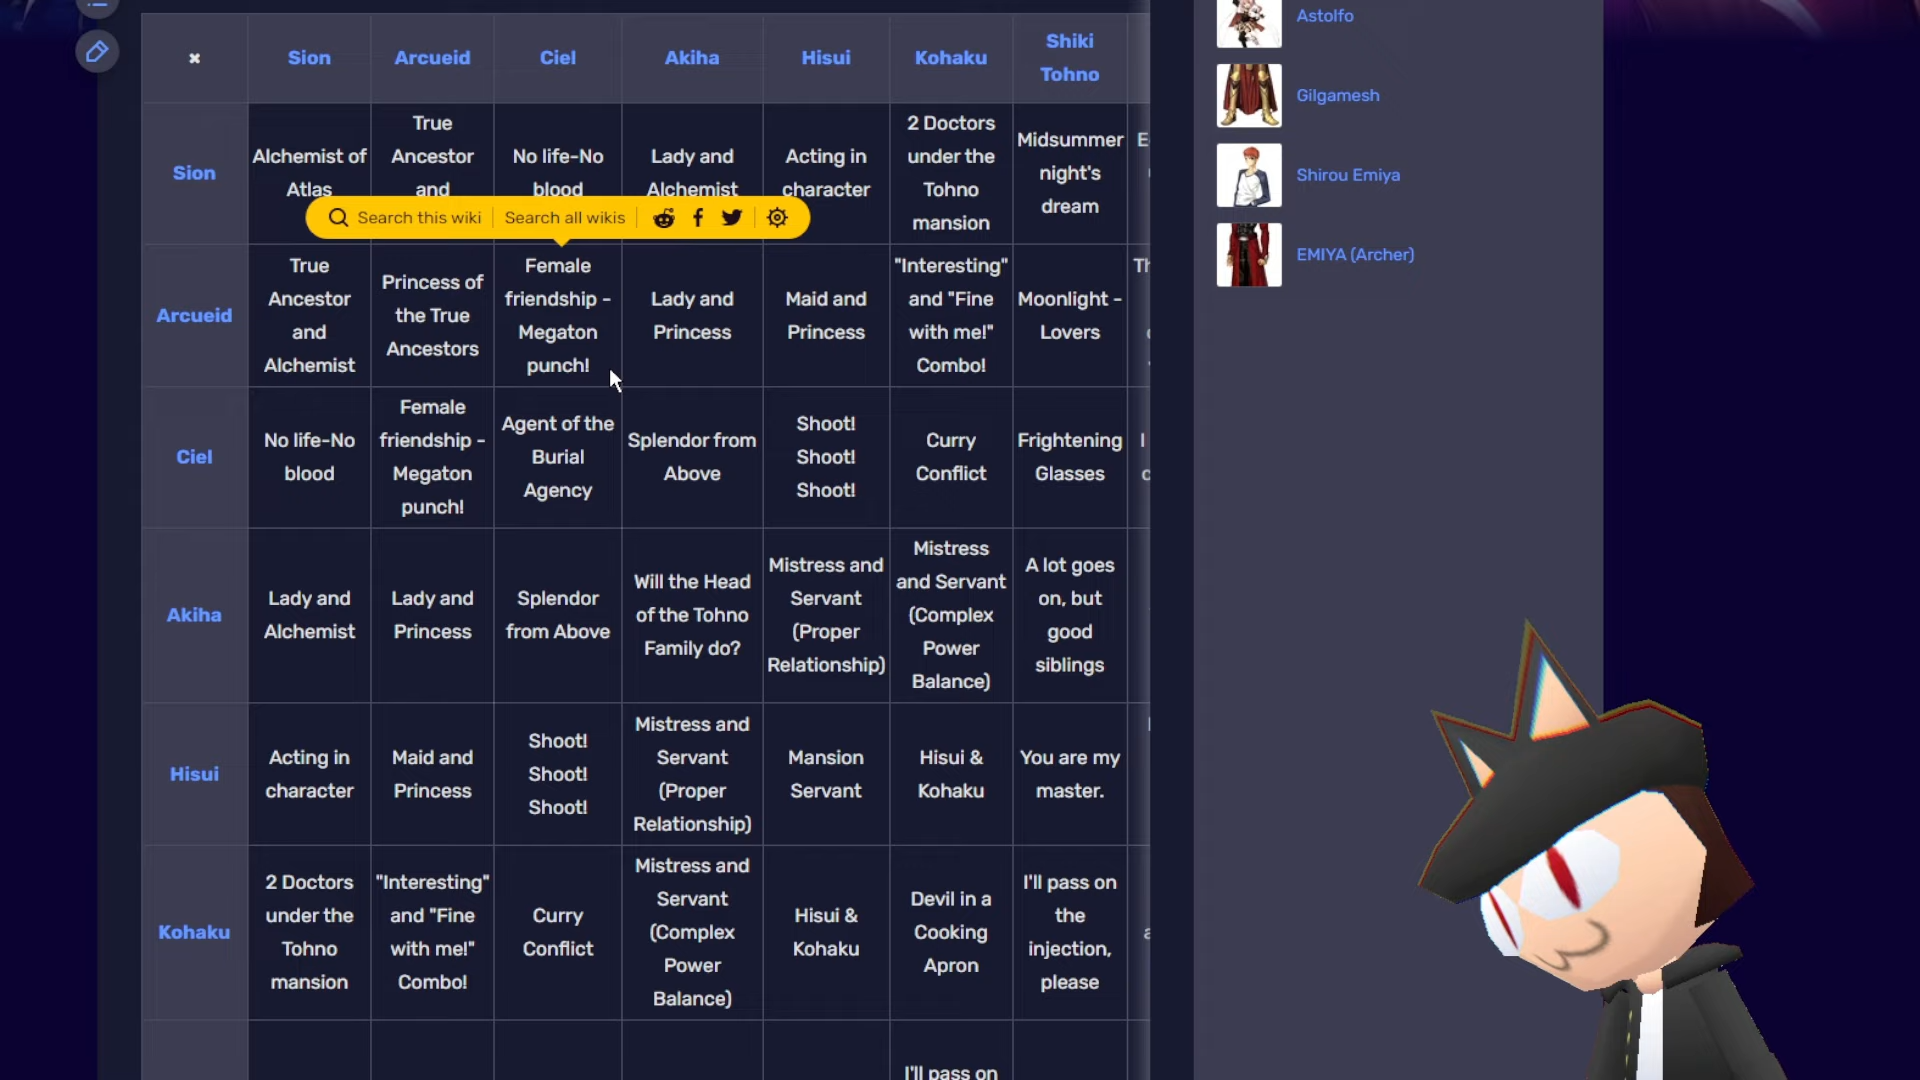 Sion
Arcueid
Ciel
Akiha
Hisui
Kohaku
Shiki
Tohno
Sion
Alchemist of
Atlas
True
Ancestor
and
No life-No
blood
Lady and
Alchemist
Acting in
character
2 Doctors
under the
Tohno
mansion
Midsummer
night's
dream
Search this wiki
Search all wikis
Arcueid
True
Ancestor
and
Alchemist
Princess of
the True
Ancestors
Female
friendship -
Megaton
punch!
Lady and
Princess
Maid and
Princess
"Interesting"
and "Fine
with me!"
Combo!
Moonlight -
Lovers
Ciel
No life-No
blood
Female
friendship -
Megaton
punch!
Agent of the
Burial
Agency
Splendor from
Above
Shoot!
Shoot!
Shoot!
Curry
Conflict
Frightening
Glasses
I
Akiha
Lady and
Alchemist
Lady and
Princess
Splendor
from Above
Will the Head
of the Tohno
Family do?
Mistress and
Servant
(Proper
Relationship)
Mistress
and Servant
(Complex
Power
Balance)
A lot goes
on, but
good
siblings
Hisui
Acting in
character
Maid and
Princess
Shoot!
Shoot!
Shoot!
Mistress and
Servant
(Proper
Relationship)
Mansion
Servant
Hisui &
Kohaku
You are my
master.
Kohaku
2 Doctors
under the
Tohno
mansion
"Interesting"
and "Fine
with me!"
Combo!
Curry
Conflict
Mistress and
Servant
(Complex
Power
Balance)
Hisui &
Kohaku
Devil in a
Cooking
Apron
I'll pass on
the
injection,
please
I'll pass on
Astolfo
Gilgamesh
Shirou Emiya
EMIYA (Archer)